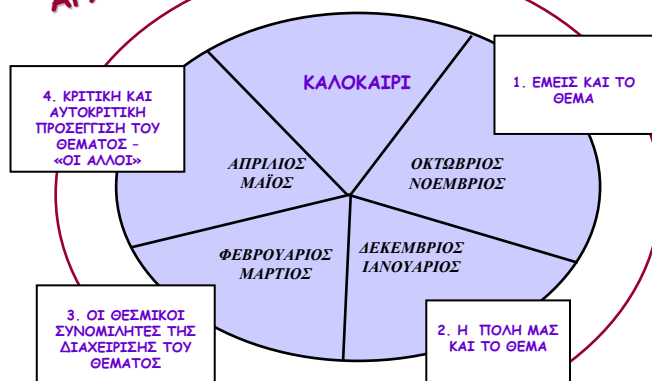 ΚΑΛΟΚΑΙΡΙ
1. ΕΜΕΙΣ ΚΑΙ ΤΟ
ΘΕΜΑ
ΟΚΤΩΒΡΙΟΣ
ΝΟΕΜΒΡΙΟΣ
2. Η ΠΟΛΗ ΜΑΣ
ΚΑΙ ΤΟ ΘΕΜΑ
ΔΕΚΕΜΒΡΙΟΣ
ΙΑΝΟΥΑΡΙΟΣ
3. ΟΙ ΘΕΣΜΙΚΟΙ
ΣΥΝΟΜΙΛΗΤΕΣ ΤΗΣ
ΔΙΑΧΕΙΡΙΣΗΣ ΤΟΥ
ΘΕΜΑΤΟΣ
ΦΕΒΡΟΥΑΡΙΟΣ
ΜΑΡΤΙΟΣ
4. ΚΡΙΤΙΚΗ ΚΑΙ
ΑΥΤΟΚΡΙΤΙΚΗ
ΠΡΟΣΕΓΓΙΣΗ ΤΟΥ
ΘΕΜΑΤΟΣ –
«ΟΙ ΑΛΛΟΙ»
ΑΠΡΙΛΙΟΣ
ΜΑΪΟΣ